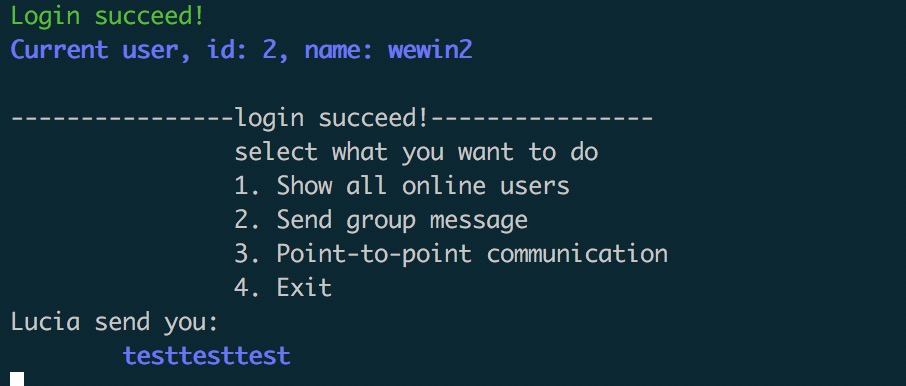 Login succeed!
Current user, id: 2, name: wewin2
----------------login succeed!----------------
select what you want to do
1. Show all online users
2. Send group message
3. Point-to-point communication
4. Exit
Lucia send you:
testtesttest